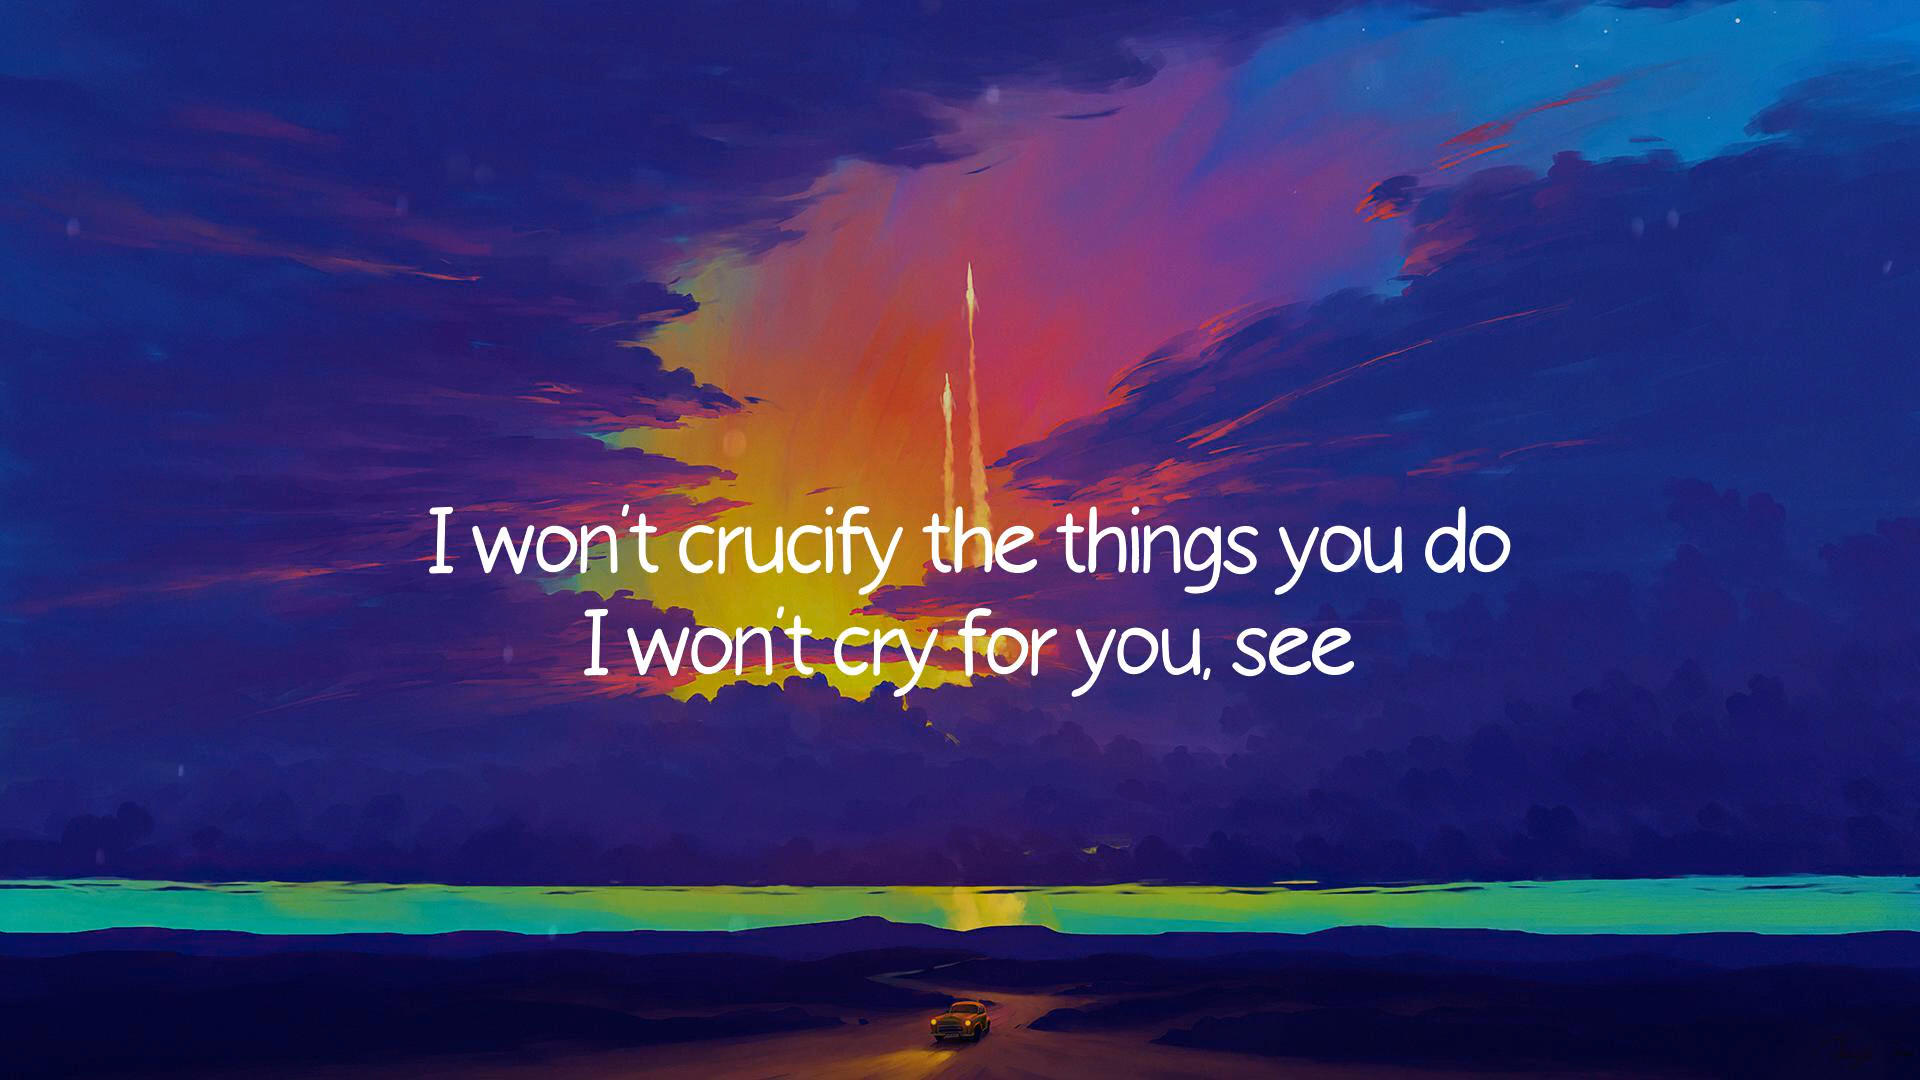 I won't crucify the things you do
I won't cry for you, see